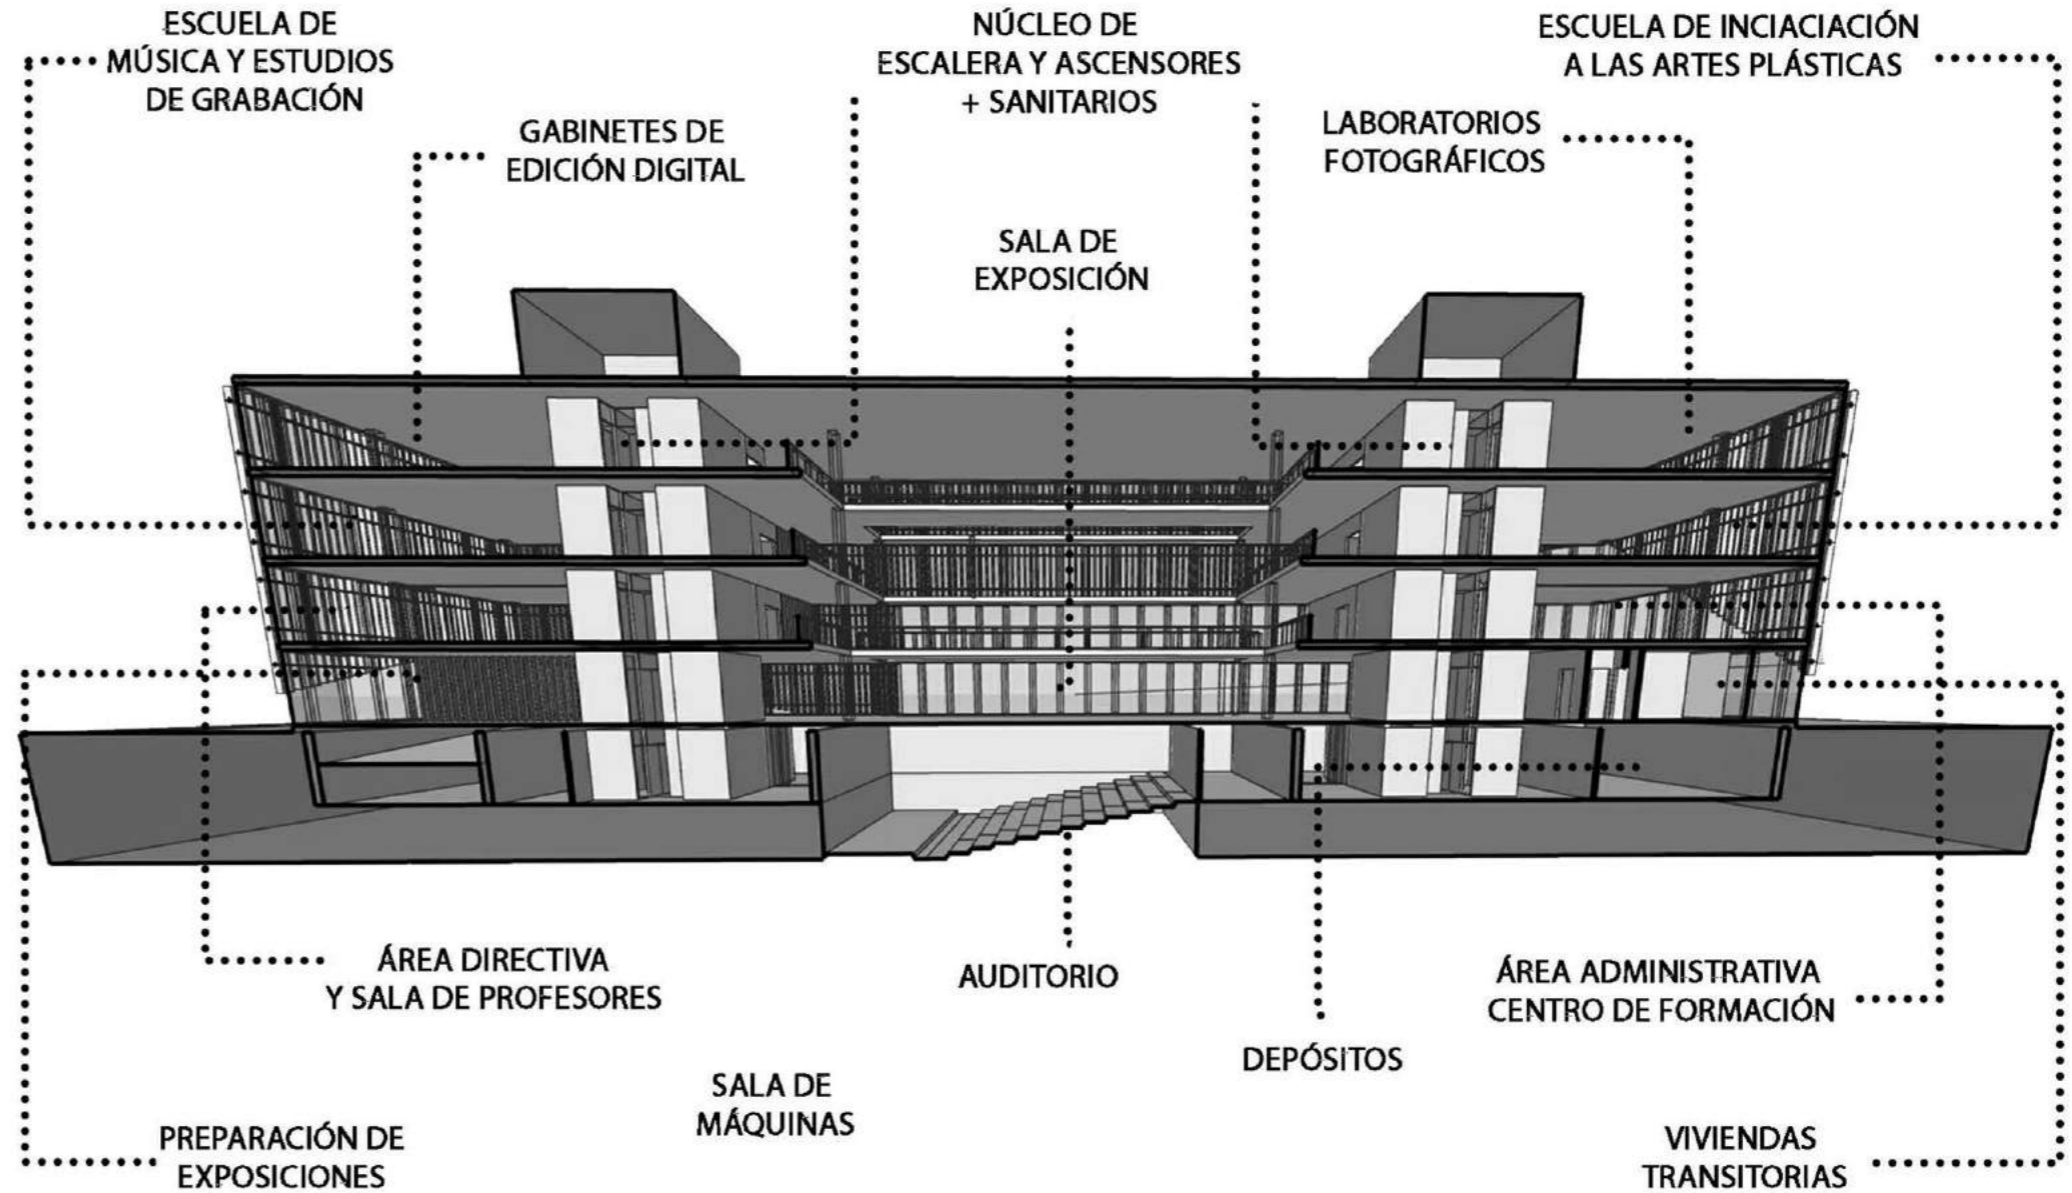 ESCUELA DE
MÚSICA Y ESTUDIOS
DE GRABACIÓN
NÚCLEO DE
ESCALERA Y ASCENSORES
+ SANITARIOS
ESCUELA DE INCIACIACIÓN
A LAS ARTES PLÁSTICAS
GABINETES DE
EDICIÓN DIGITAL
LABORATORIOS
FOTOGRÁFICOS
SALA DE
EXPOSICIÓN
ÁREA DIRECTIVA
Y SALA DE PROFESORES
AUDITORIO
ÁREA ADMINISTRATIVA
CENTRO DE FORMACIÓN
DEPÓSITOS
SALA DE
MÁQUINAS
PREPARACIÓN DE
EXPOSICIONES
VIVIENDAS
TRANSITORIAS